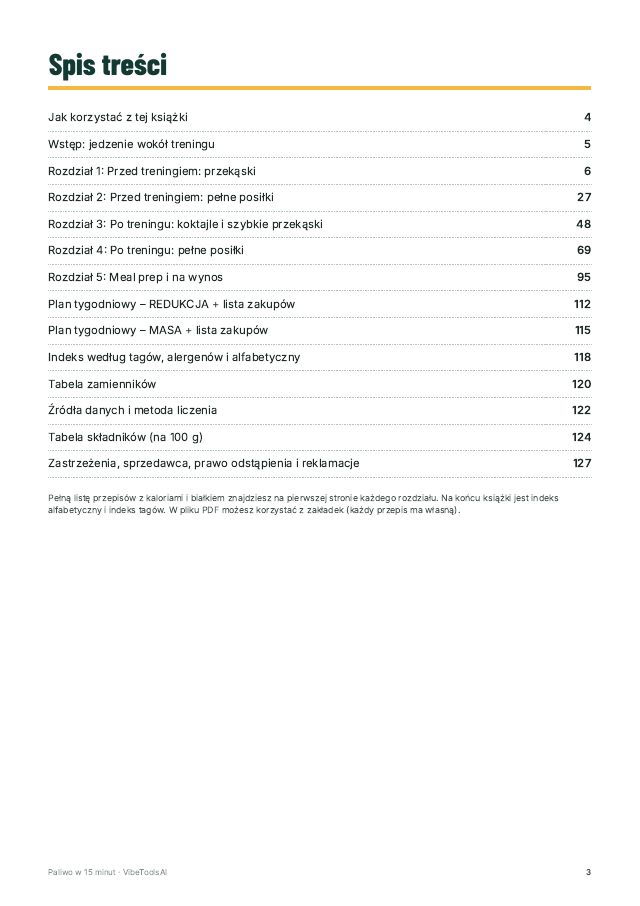 Spis treści
Jak korzystać z tej książki 4
Wstęp: jedzenie wokół treningu 5
Rozdział 1: Przed treningiem: przekąski 6
Rozdział 2: Przed treningiem: pełne posiłki 27
Rozdział 3: Po treningu: koktajle i szybkie przekąski 48
Rozdział 4: Po treningu: pełne posiłki 69
Rozdział 5: Meal prep i na wynos 95
Plan tygodniowy – REDUKCJA + lista zakupów 112
Plan tygodniowy – MASA + lista zakupów 115
Indeks według tagów, alergenów i alfabetyczny 118
Tabela zamienników 120
Źródła danych i metoda liczenia 122
Tabela składników (na 100 g) 124
Zastrzeżenia, sprzedawca, prawo odstąpienia i reklamacje 127
Pełną listę przepisów z kaloriami i białkiem znajdziesz na pierwszej stronie każdego rozdziału. Na końcu książki jest indeks
alfabetyczny i indeks tagów. W pliku PDF możesz korzystać z zakładek (każdy przepis ma własną).
Paliwo w 15 minut · VibeToolsAI 3